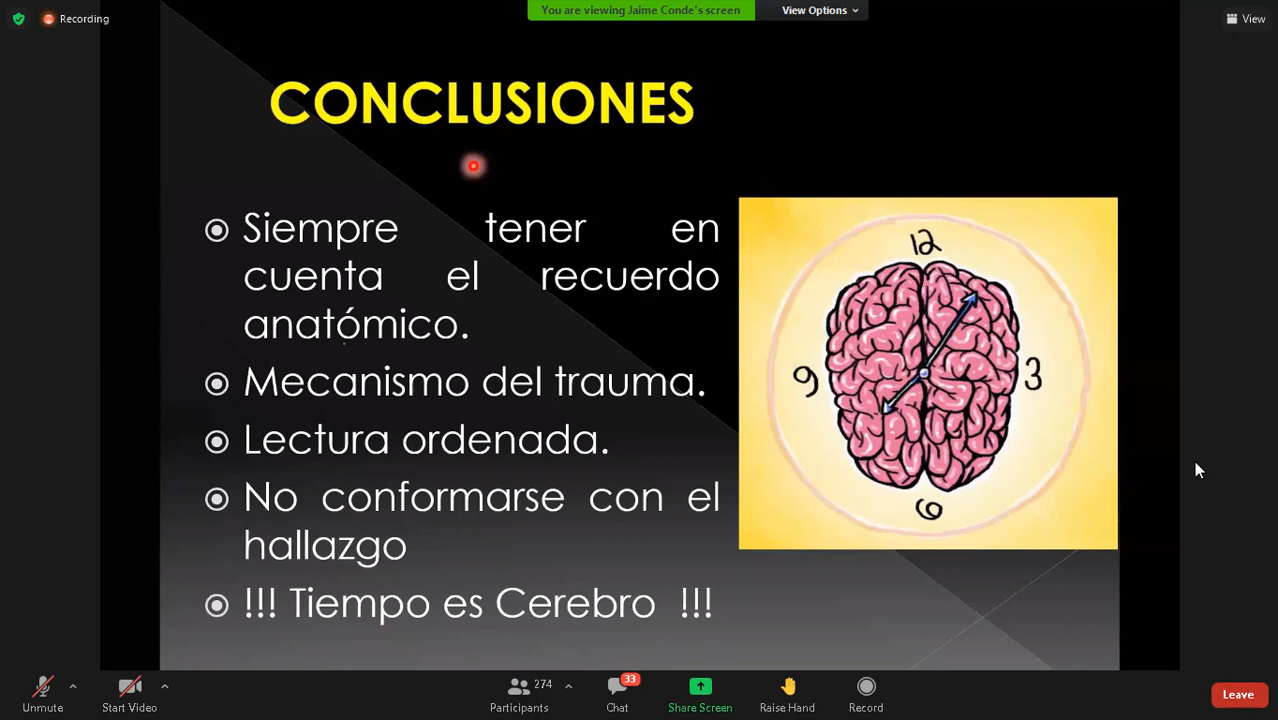 Recording
You are viewing Jaime Conde's screen
View Options
View
CONCLUSIONES
Siempre tener en
cuenta el recuerdo
anatómico.
Mecanismo del trauma.
Lectura ordenada.
No conformarse con el
hallazgo
!!! Tiempo es Cerebro !!!
12
9
3
6
Unmute
Start Video
274
Participants
33
Chat
Share Screen
Raise Hand
Record
Leave